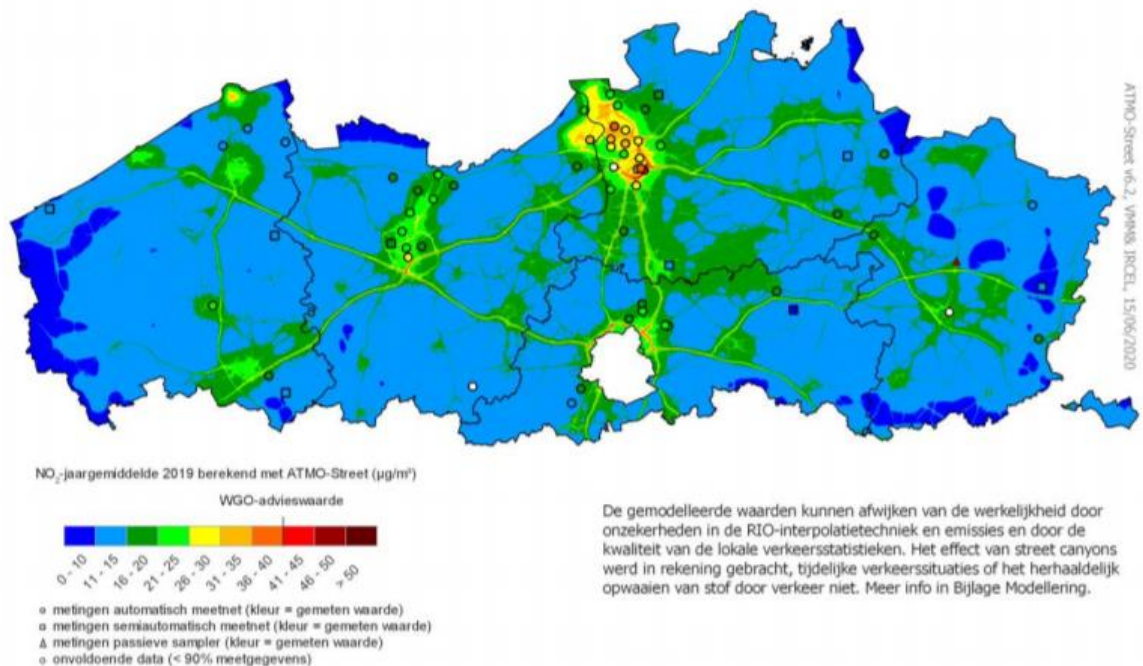 ATMO-Street v6.2, VMM& IRCEL, 15/06/2020
NO₂-jaargemiddelde 2019 berekend met ATMO-Street (µg/m³)
WGO-advieswaarde
0 - 10
11 - 15
16 - 20
21 - 25
26 - 30
31 - 35
36 - 40
41 - 45
46 - 50
> 50
metingen automatisch meetnet (kleur = gemeten waarde)
metingen semiautomatisch meetnet (kleur = gemeten waarde)
metingen passieve sampler (kleur = gemeten waarde)
onvoldoende data (< 90% meetgegevens)
De gemodelleerde waarden kunnen afwijken van de werkelijkheid door
onzekerheden in de RIO-interpolatietechniek en emissies en door de
kwaliteit van de lokale verkeersstatistieken. Het effect van street canyons
werd in rekening gebracht, tijdelijke verkeerssituaties of het herhaaldelijk
opwaaien van stof door verkeer niet. Meer info in Bijlage Modellering.